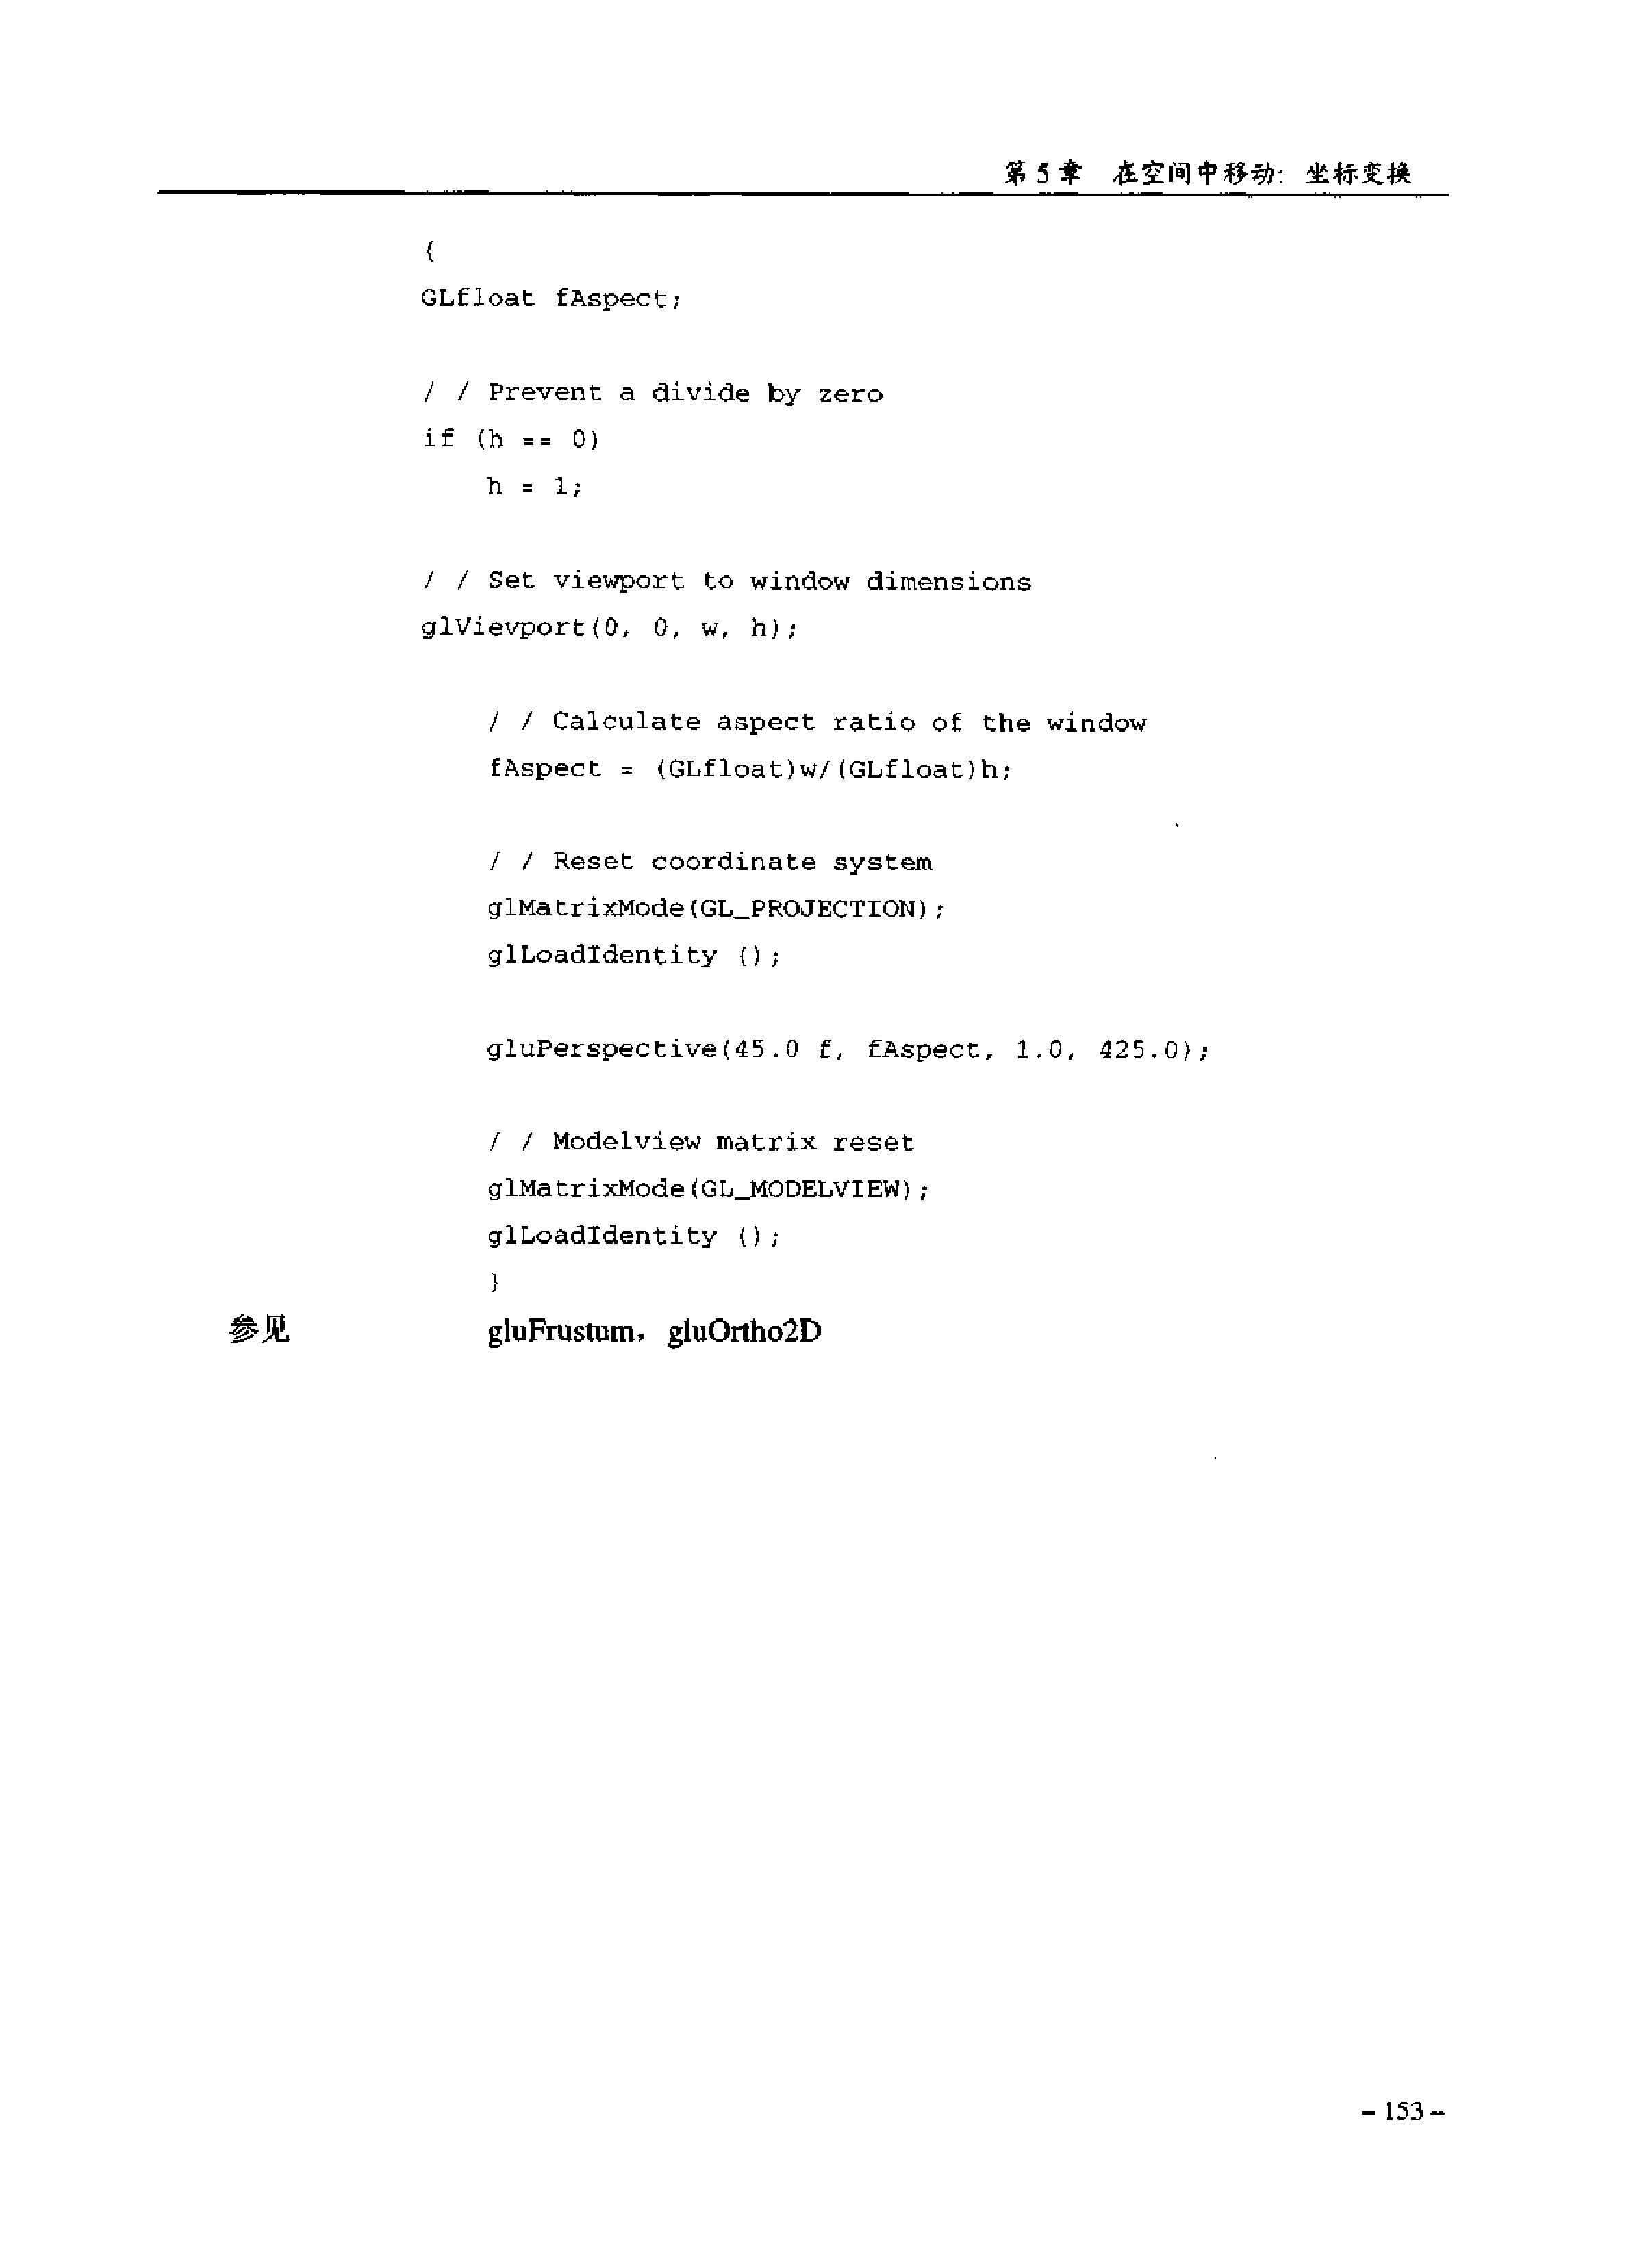 第 5 章 在空间中移动: 坐标变换
{
GLfloat fAspect;
/ / Prevent a divide by zero
if (h == 0)
h = 1;
/ / Set viewport to window dimensions
glVievport(0, 0, w, h);
/ / Calculate aspect ratio of the window
fAspect = (GLfloat)w/(GLfloat)h;
/ / Reset coordinate system
glMatrixMode(GL_PROJECTION);
glLoadIdentity ();
gluPerspective(45.0 f, fAspect, 1.0, 425.0);
/ / Modelview matrix reset
glMatrixMode(GL_MODELVIEW);
glLoadIdentity ();
}
参见 gluFrustum, gluOrtho2D
– 153 –